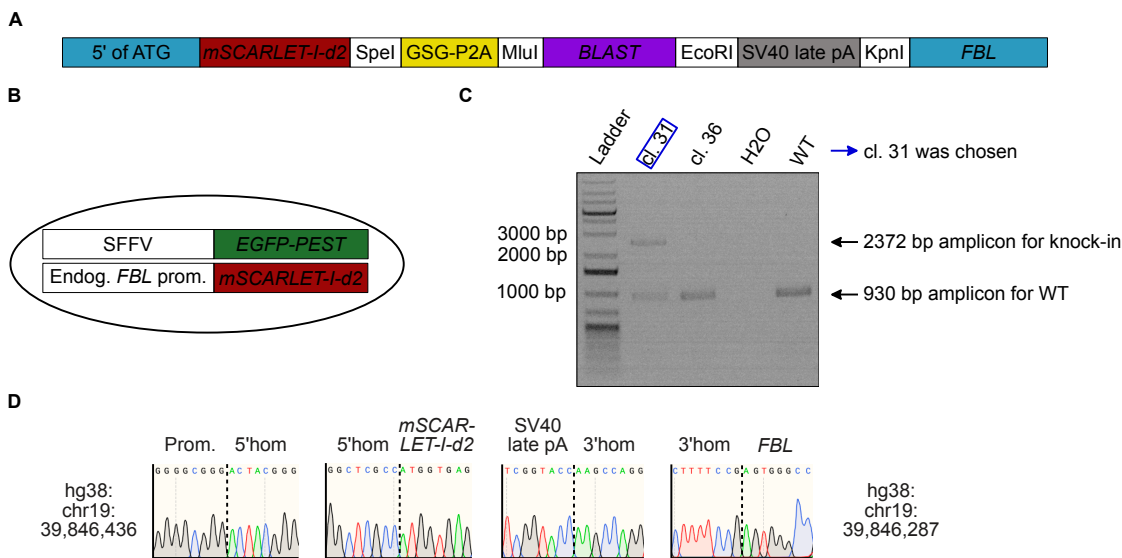 A
5' of ATG mSCARLET-I-d2 SpeI GSG-P2A MluI BLAST EcoRI SV40 late pA KpnI FBL
B
SFFV EGFP-PEST
Endog. FBL prom. mSCARLET-I-d2
C
Ladder cl. 31 cl. 36 H2O WT
cl. 31 was chosen
3000 bp
2000 bp
1000 bp
2372 bp amplicon for knock-in
930 bp amplicon for WT
D
hg38:
chr19:
39,846,436
Prom. 5'hom
GGGGCGGGACTACGGG
5'hom mSCAR-
LET-I-d2
GGCTCGCCATGGTGAG
SV40
late pA 3'hom
TCGGTACCAAGCCAGG
3'hom FBL
CTTTTCCGAGTGGGCC
hg38:
chr19:
39,846,287